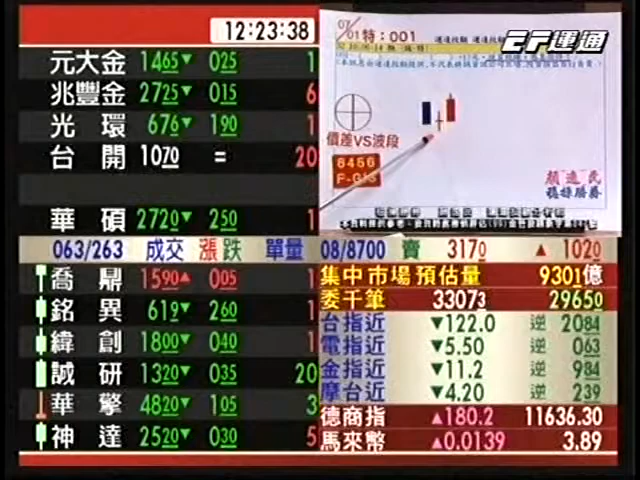 12:23:38
EF運通
元大金 1465▼ 025 1
兆豐金 2725▼ 015 6
光環 676▼ 190 1
台開 1070 = 20
華碩 2720▼ 250 1
01特：001
價差VS波段
8456
F-GIS
063/263 成交 漲跌 單量
08/8700 賣 3170 ▲ 1020
喬鼎 1590▲ 005 1
銘異 619▼ 260 1
緯創 1800▼ 040 1
誠研 1320▼ 035 20
華擎 4820▼ 105 3
神達 2520▼ 030 5
集中市場預估量 9301億
委千筆 33073 29650
台指近 ▼122.0 逆 2084
電指近 ▼5.50 逆 063
金指近 ▼11.2 逆 984
摩台近 ▼4.20 逆 239
德商指 ▲180.2 11636.30
馬來幣 ▲0.0139 3.89